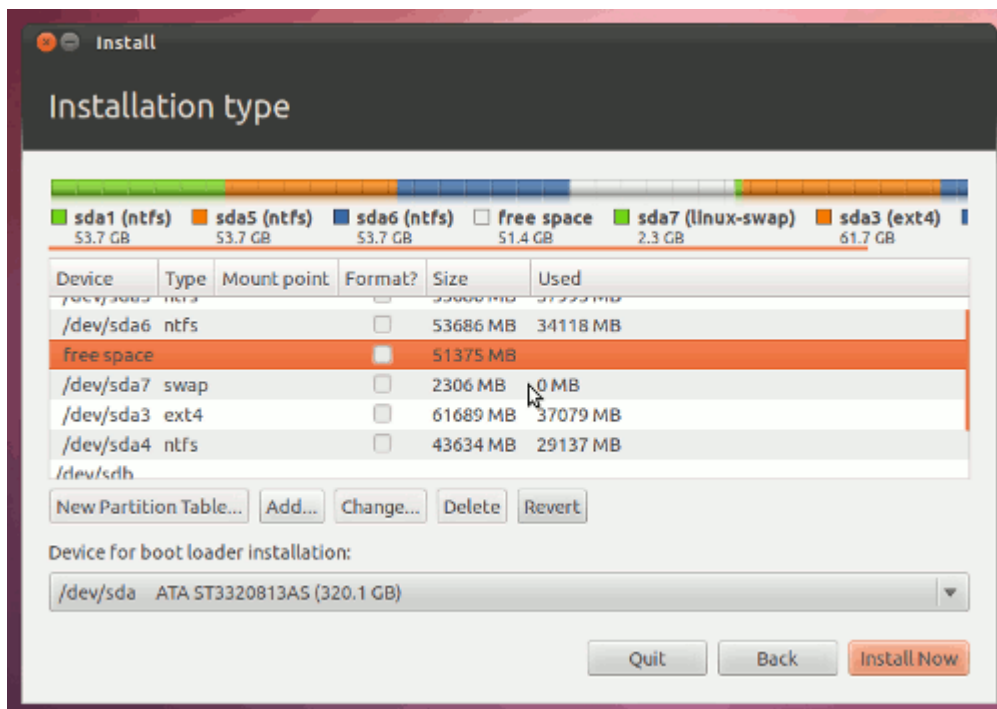 Install
Installation type
sda1 (ntfs) sda5 (ntfs) sda6 (ntfs) free space sda7 (linux-swap) sda3 (ext4)
53.7 GB 53.7 GB 53.7 GB 51.4 GB 2.3 GB 61.7 GB
Device Type Mount point Format? Size Used
/dev/sda6 ntfs 53686 MB 34118 MB
free space 51375 MB
/dev/sda7 swap 2306 MB 0 MB
/dev/sda3 ext4 61689 MB 37079 MB
/dev/sda4 ntfs 43634 MB 29137 MB
/dev/sdb
New Partition Table... Add... Change... Delete Revert
Device for boot loader installation:
/dev/sda ATA ST3320813AS (320.1 GB)
Quit Back Install Now